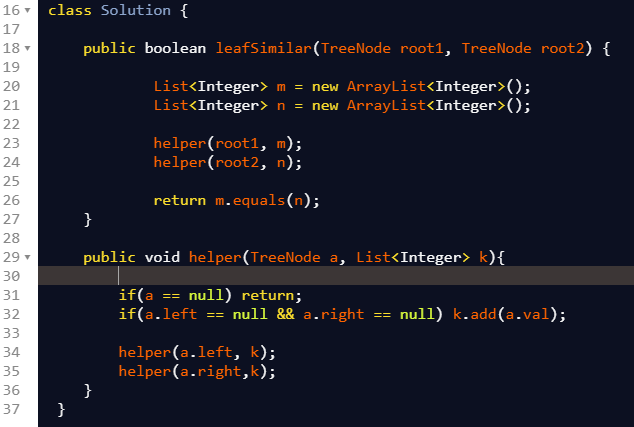 16 class Solution {
17
18 public boolean leafSimilar(TreeNode root1, TreeNode root2) {
19
20 List<Integer> m = new ArrayList<Integer>();
21 List<Integer> n = new ArrayList<Integer>();
22
23 helper(root1, m);
24 helper(root2, n);
25
26 return m.equals(n);
27 }
28
29 public void helper(TreeNode a, List<Integer> k){
30
31 if(a == null) return;
32 if(a.left == null && a.right == null) k.add(a.val);
33
34 helper(a.left, k);
35 helper(a.right,k);
36 }
37 }